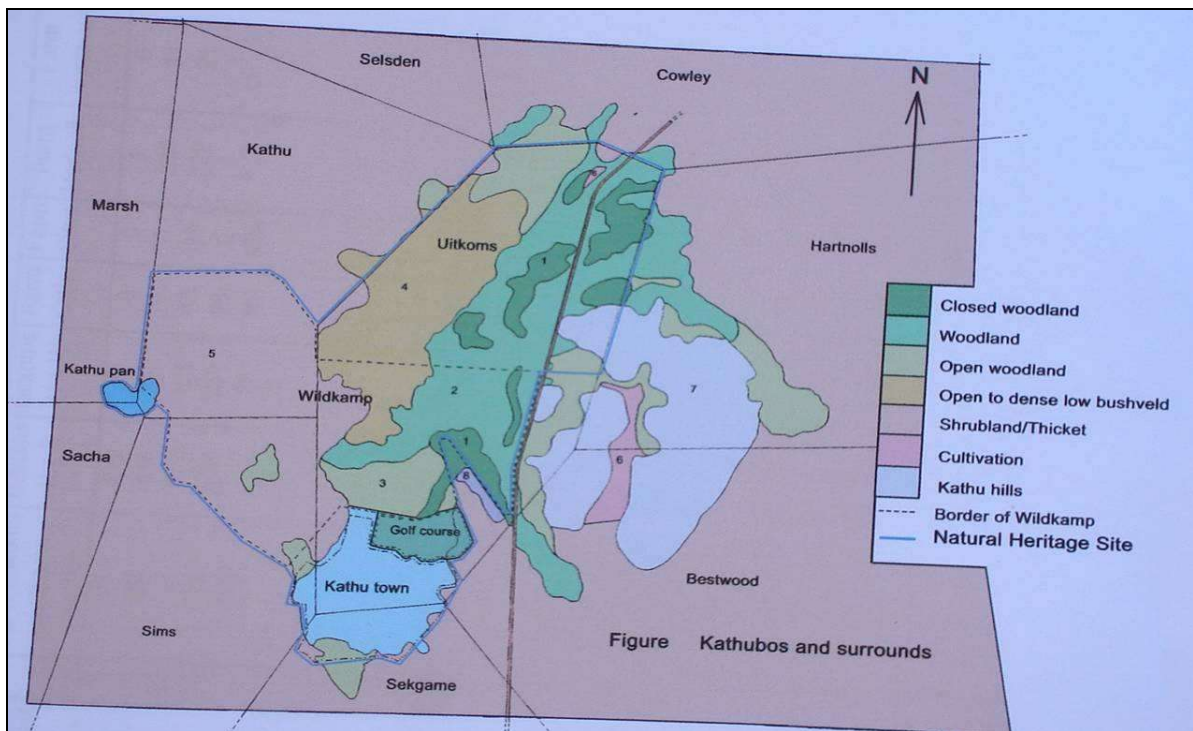 Selsden
Cowley
N
Kathu
Marsh
Uitkoms
Hartnolls
1
4
Closed woodland
Woodland
5
Open woodland
Kathu pan
7
Wildkamp
2
Open to dense low bushveld
Shrubland/Thicket
Sacha
1
6
Cultivation
3
8
Kathu hills
Border of Wildkamp
Golf course
Natural Heritage Site
Kathu town
Bestwood
Sims
Figure Kathubos and surrounds
Sekgame